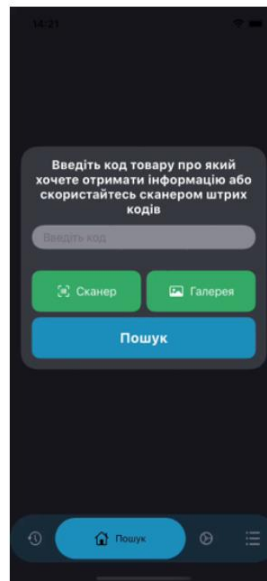 14:21
Введіть код товару про який
хочете отримати інформацію або
скористайтесь сканером штрих
кодів
Введіть код
Сканер
Галерея
Пошук
Пошук